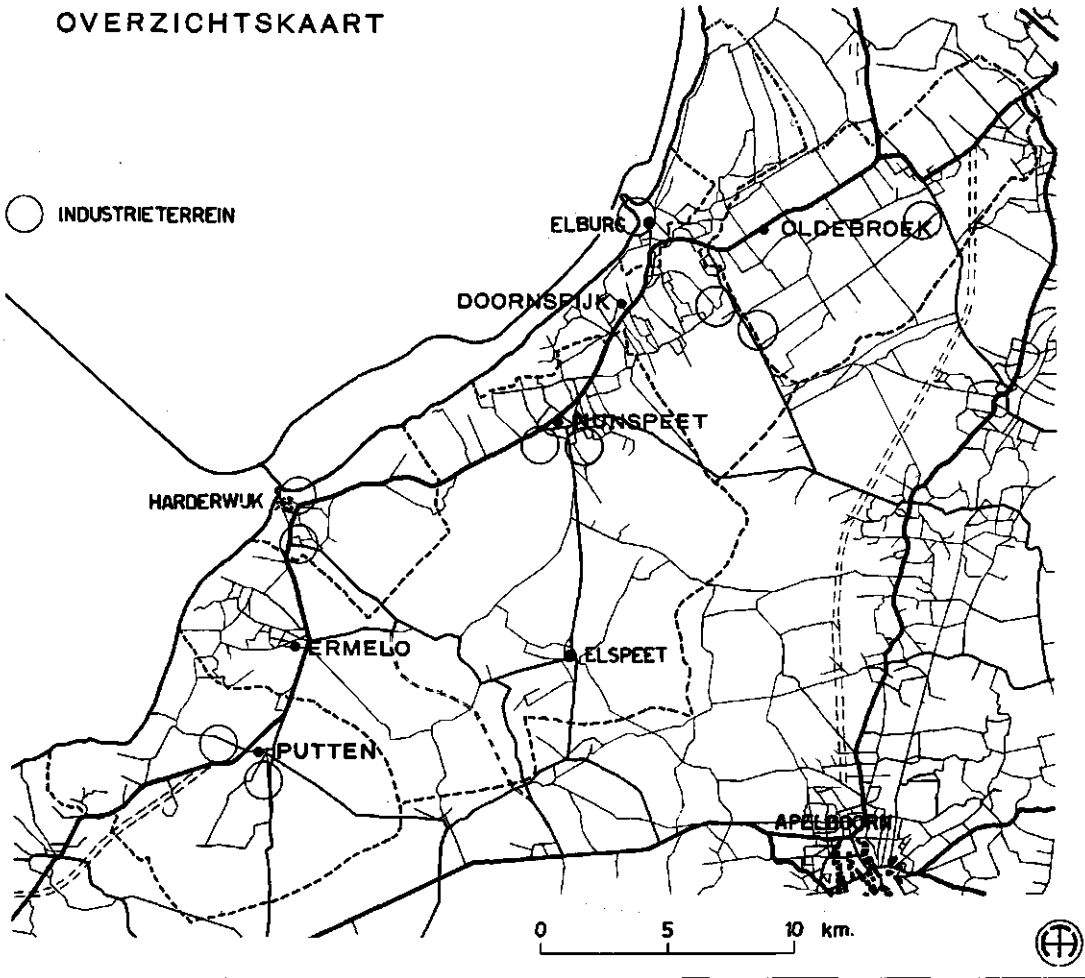 OVERZICHTSKAART
INDUSTRIETERREIN
ELBURG
OLDEBROEK
DOORNSPIJK
NUNSPEET
HARDERWIJK
ERMELO
ELSPEET
PUTTEN
APELDOORN
0 5 10 km.